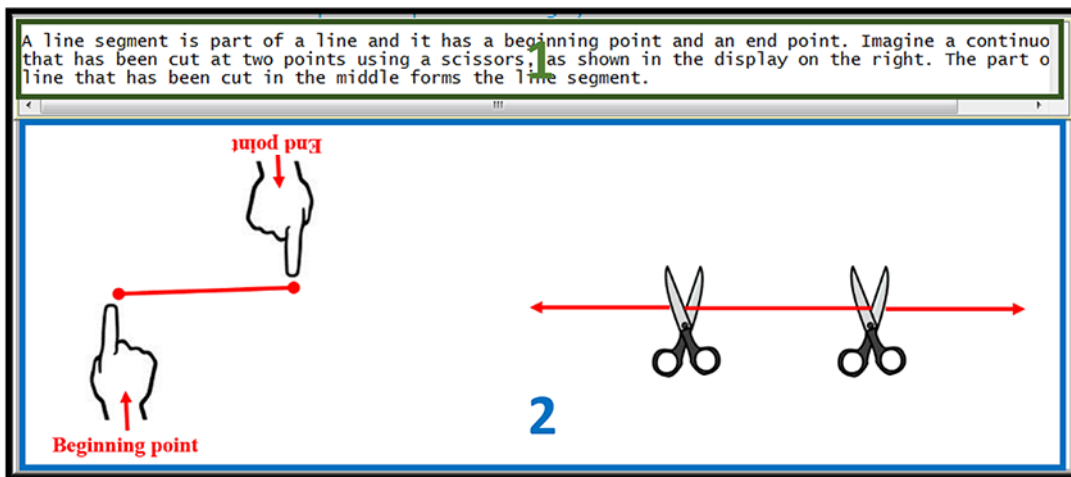 A line segment is part of a line and it has a beginning point and an end point. Imagine a continuo
that has been cut at two points using a scissors, as shown in the display on the right. The part o
line that has been cut in the middle forms the line segment.
1
End point
2
Beginning point